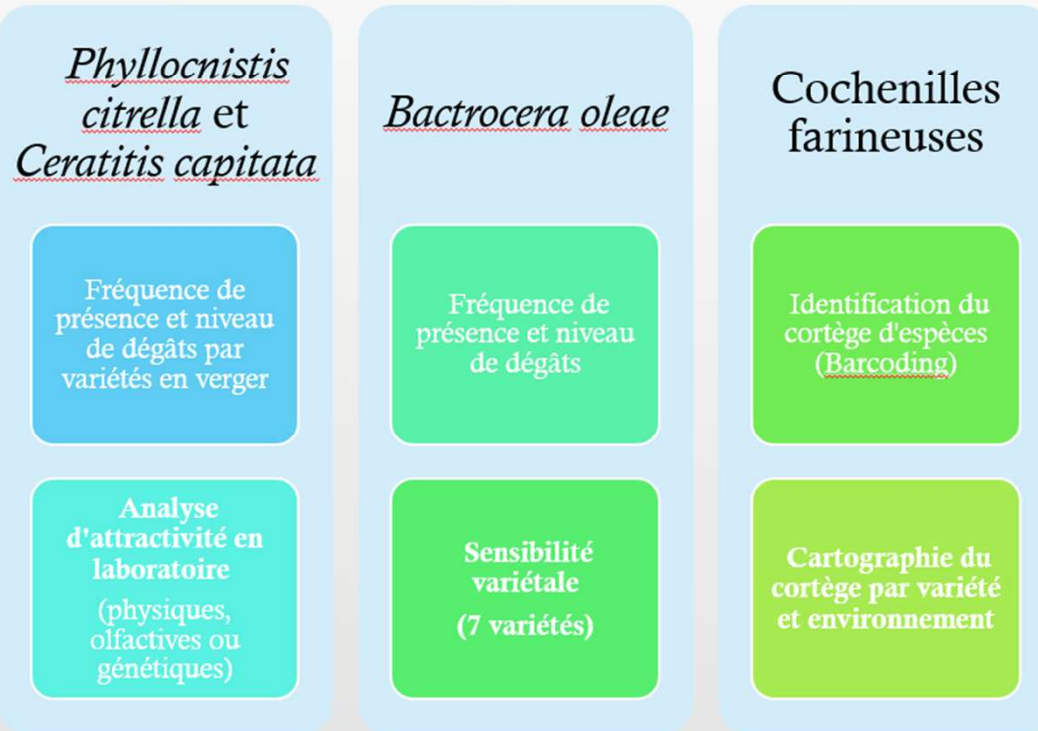 Phyllocnistis
citrella et
Ceratitis capitata
Fréquence de
présence et niveau
de dégâts par
variétés en verger
Analyse
d'attractivité en
laboratoire
(physiques,
olfactives ou
génétiques)
Bactrocera oleae
Fréquence de
présence et niveau
de dégâts
Sensibilité
variétale
(7 variétés)
Cochenilles
farineuses
Identification du
cortège d'espèces
(Barcoding)
Cartographie du
cortège par variété
et environnement